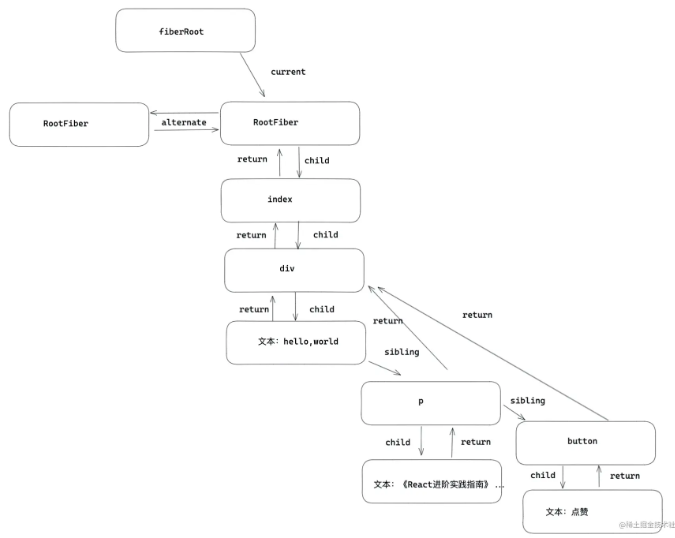 fiberRoot
current
RootFiber
alternate
RootFiber
return
child
index
return
child
div
return
child
return
return
文本：hello,world
sibling
p
sibling
child
return
button
文本：《React进阶实践指南》 ...
child
return
文本：点赞
@稀土掘金技术社